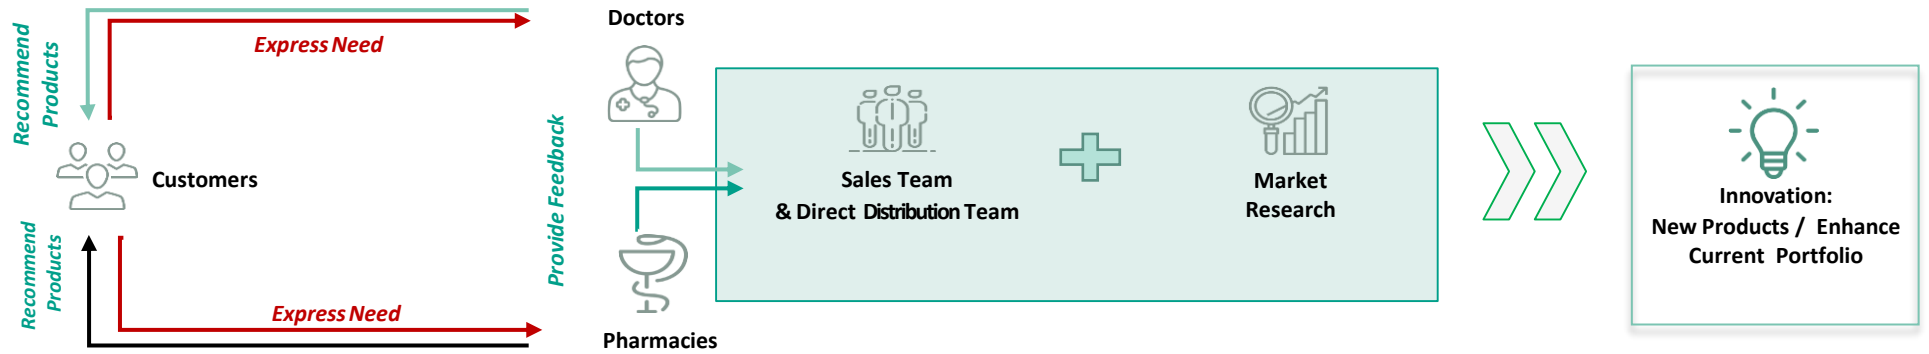 Recommend
Products
Express Need
Customers
Recommend
Products
Express Need
Provide Feedback
Doctors
Pharmacies
Sales Team
& Direct Distribution Team
Market
Research
Innovation:
New Products / Enhance
Current Portfolio